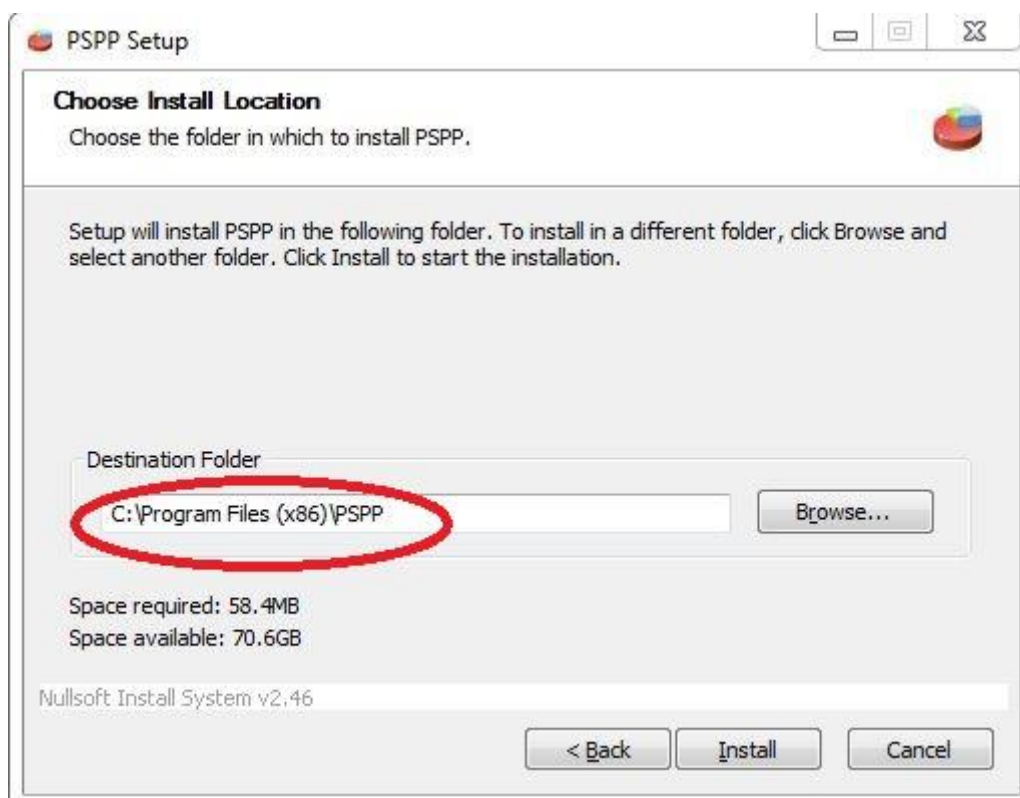 PSPP Setup
Choose Install Location
Choose the folder in which to install PSPP.
Setup will install PSPP in the following folder. To install in a different folder, click Browse and
select another folder. Click Install to start the installation.
Destination Folder
C:\Program Files (x86)\PSPP
Browse...
Space required: 58.4MB
Space available: 70.6GB
Nullsoft Install System v2.46
< Back
Install
Cancel